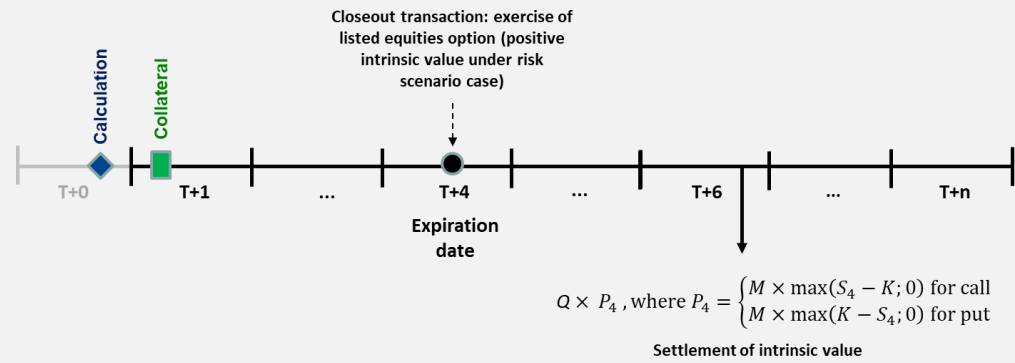 Closeout transaction: exercise of
listed equities option (positive
intrinsic value under risk
scenario case)
Calculation
Collateral
T+0
T+1
...
T+4
...
T+6
...
T+n
Expiration
date
Q × P₄ , where P₄ = { M × max(S₄ − K; 0) for call
M × max(K − S₄; 0) for put
Settlement of intrinsic value